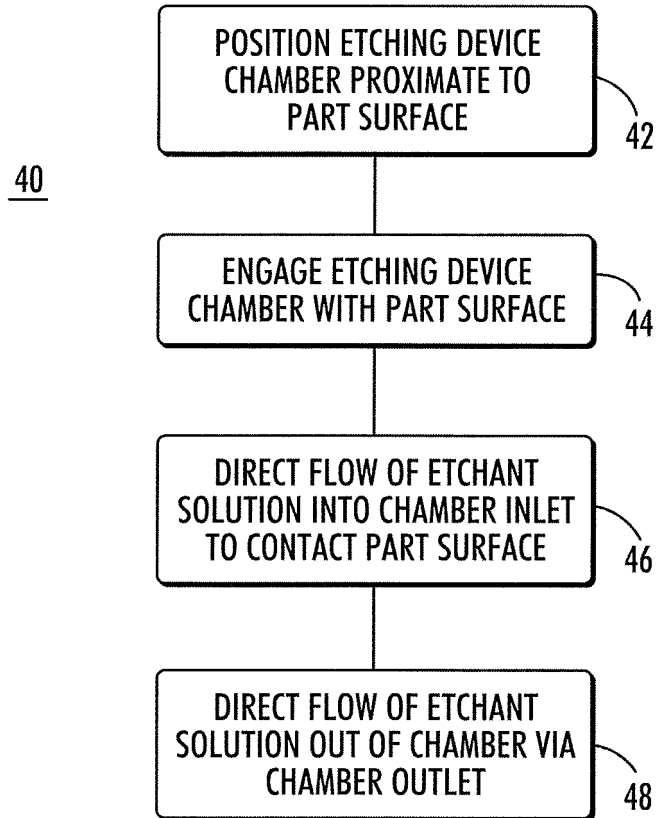 POSITION ETCHING DEVICE
CHAMBER PROXIMATE TO
PART SURFACE
42
40
ENGAGE ETCHING DEVICE
CHAMBER WITH PART SURFACE
44
DIRECT FLOW OF ETCHANT
SOLUTION INTO CHAMBER INLET
TO CONTACT PART SURFACE
46
DIRECT FLOW OF ETCHANT
SOLUTION OUT OF CHAMBER VIA
CHAMBER OUTLET
48